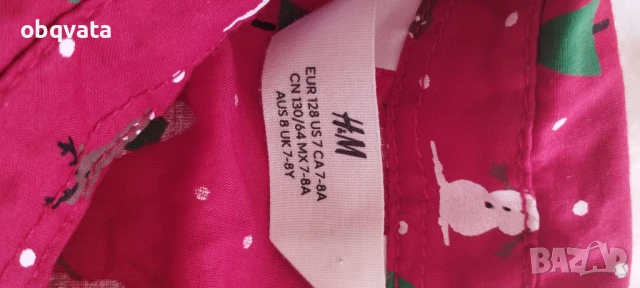 obqvata
H&M
EUR 128 US 7 CA 7-8A
CN 130/64 MX 7-8A
AUS 8 UK 7-8Y
BAZAR